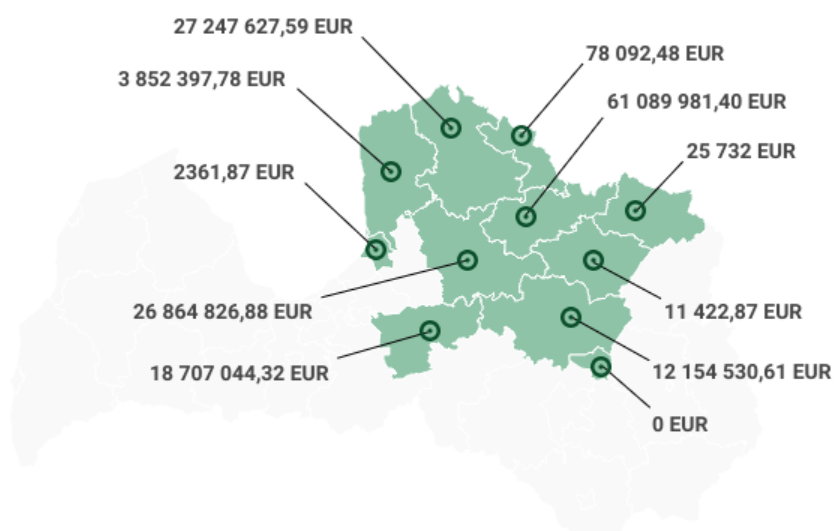 27 247 627,59 EUR
78 092,48 EUR
3 852 397,78 EUR
61 089 981,40 EUR
25 732 EUR
2361,87 EUR
26 864 826,88 EUR
11 422,87 EUR
18 707 044,32 EUR
12 154 530,61 EUR
0 EUR